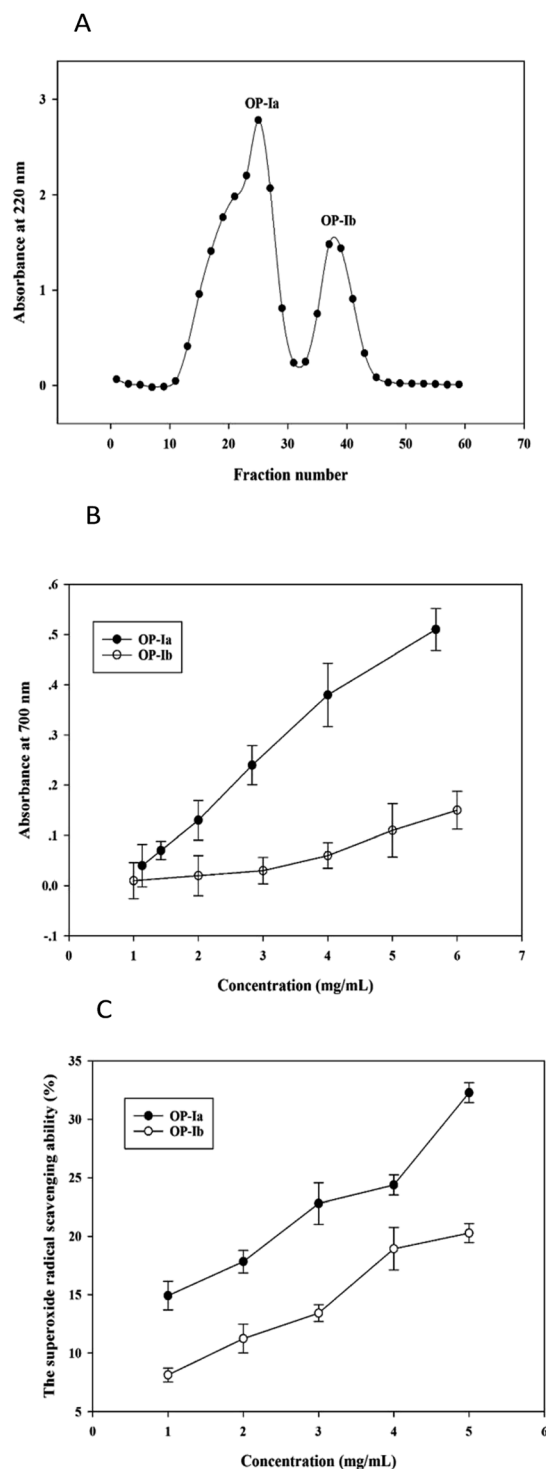 A
OP-Ia
OP-Ib
3
2
1
0
Absorbance at 220 nm
0 10 20 30 40 50 60 70
Fraction number
B
.6
.5
.4
.3
.2
.1
0.0
-.1
OP-Ia
OP-Ib
Absorbance at 700 nm
0 1 2 3 4 5 6 7
Concentration (mg/mL)
C
35
30
25
20
15
10
5
OP-Ia
OP-Ib
The superoxide radical scavenging ability (%)
0 1 2 3 4 5 6
Concentration (mg/mL)